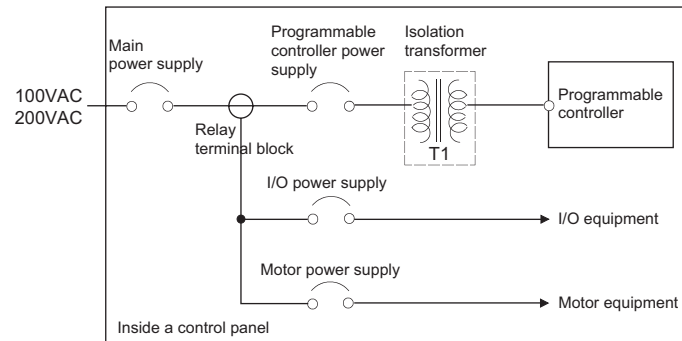 Main
power supply
Programmable
controller power
supply
Isolation
transformer
100VAC
200VAC
Relay
terminal block
T1
Programmable
controller
I/O power supply
I/O equipment
Motor power supply
Motor equipment
Inside a control panel